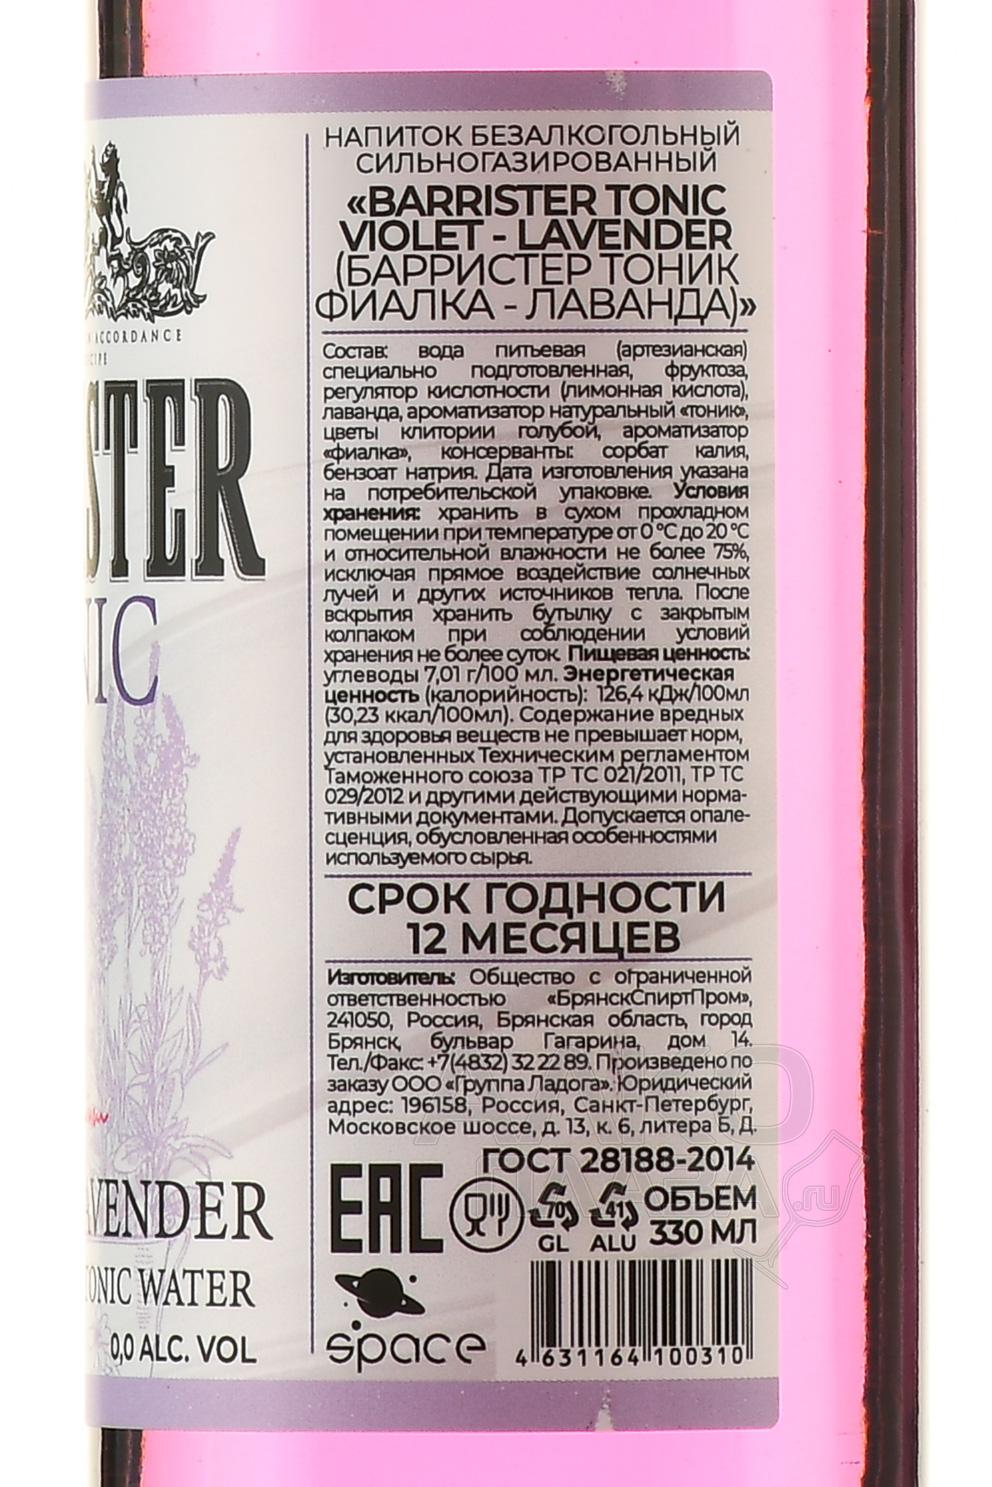 НАПИТОК БЕЗАЛКОГОЛЬНЫЙ
СИЛЬНОГАЗИРОВАННЫЙ
«BARRISTER TONIC
VIOLET - LAVENDER
(БАРРИСТЕР ТОНИК
ФИАЛКА - ЛАВАНДА)»
Состав: вода питьевая (артезианская)
специально подготовленная, фруктоза,
регулятор кислотности (лимонная кислота),
лаванда, ароматизатор натуральный «тоник»,
цветы клитории голубой, ароматизатор
«фиалка», консерванты: сорбат калия,
бензоат натрия. Дата изготовления указана
на потребительской упаковке. Условия
хранения: хранить в сухом прохладном
помещении при температуре от 0 °С до 20 °С
и относительной влажности не более 75%,
исключая прямое воздействие солнечных
лучей и других источников тепла. После
вскрытия хранить бутылку с закрытым
колпаком при соблюдении условий
хранения не более суток. Пищевая ценность:
углеводы 7,01 г/100 мл. Энергетическая
ценность (калорийность): 126,4 кДж/100мл
(30,23 ккал/100мл). Содержание вредных
для здоровья веществ не превышает норм,
установленных Техническим регламентом
Таможенного союза ТР ТС 021/2011, ТР ТС
029/2012 и другими действующими норма-
тивными документами. Допускается опале-
сценция, обусловленная особенностями
используемого сырья.
СРОК ГОДНОСТИ
12 МЕСЯЦЕВ
Изготовитель: Общество с ограниченной
ответственностью «БрянскСпиртПром»,
241050, Россия, Брянская область, город
Брянск, бульвар Гагарина, дом 14.
Тел./Факс: +7(4832) 32 22 89. Произведено по
заказу ООО «Группа Ладога». Юридический
адрес: 196158, Россия, Санкт-Петербург,
Московское шоссе, д. 13, к. 6, литера Б, Д.
ГОСТ 28188-2014
EAC
70
GL
41
ALU
ОБЪЕМ
330 МЛ
space
4 631164 100310
ACCORDANCE
STER
NIC
VENDER
TONIC WATER
0,0 ALC. VOL
.ru